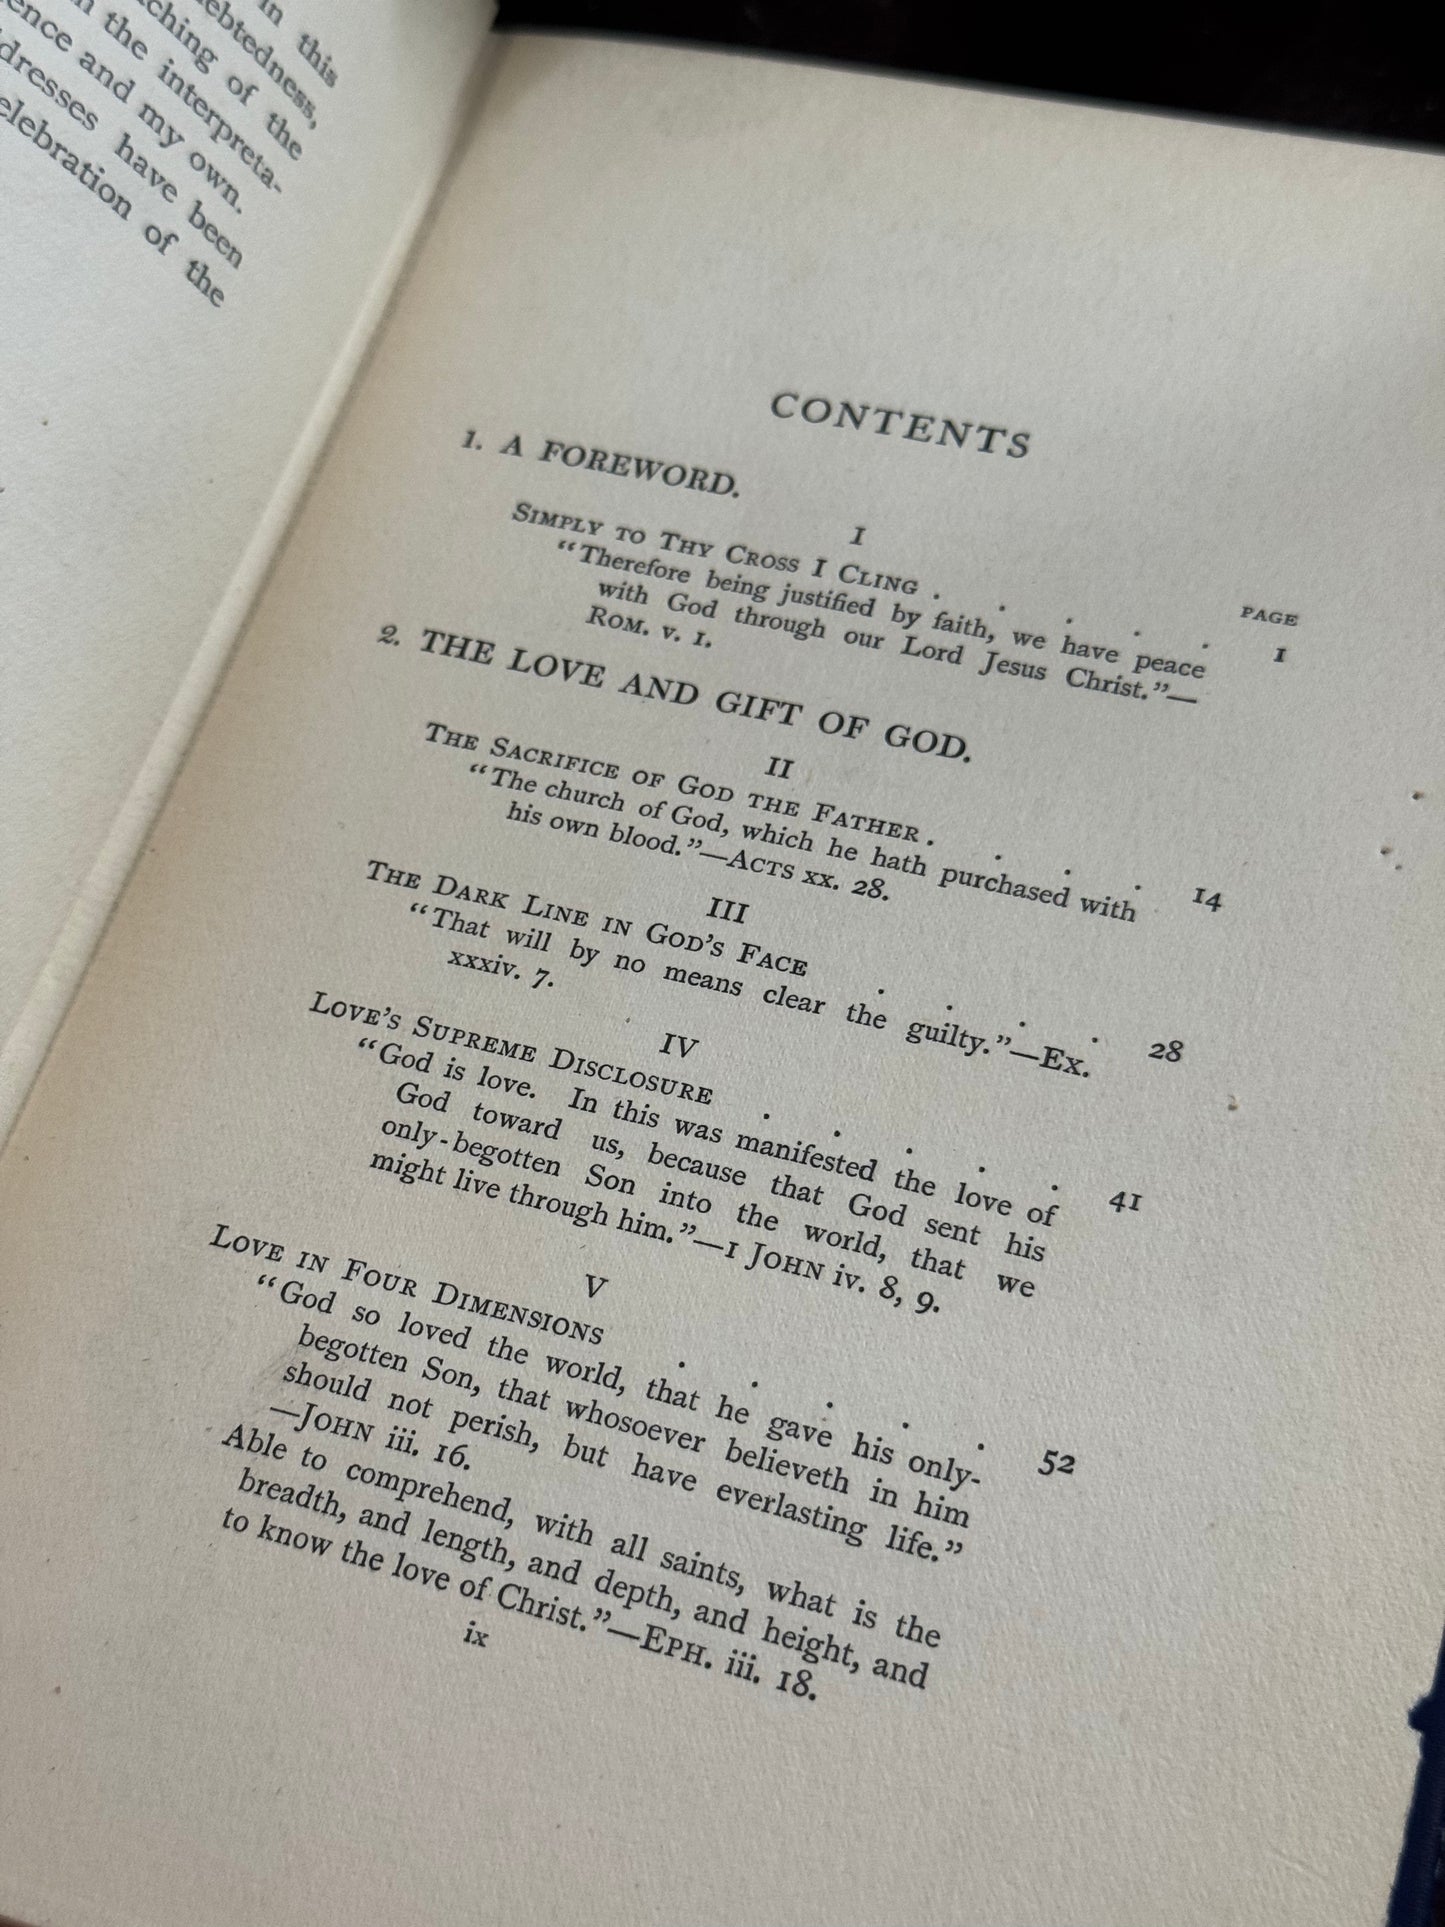 in this
ebtedness,
ching of the
the interpreta-
ence and my own.
dresses have been
elebration of the
CONTENTS
1. A FOREWORD.
I
PAGE
SIMPLY TO THY CROSS I CLING . . . . . 1
“Therefore being justified by faith, we have peace
with God through our Lord Jesus Christ.”—
ROM. v. 1.
2. THE LOVE AND GIFT OF GOD.
II
THE SACRIFICE OF GOD THE FATHER . . . . 14
“The church of God, which he hath purchased with
his own blood.”—ACTS xx. 28.
III
THE DARK LINE IN GOD’S FACE . . . . 28
“That will by no means clear the guilty.”—EX.
xxxiv. 7.
IV
LOVE’S SUPREME DISCLOSURE . . . . . 41
“God is love. In this was manifested the love of
God toward us, because that God sent his
only-begotten Son into the world, that we
might live through him.”—1 JOHN iv. 8, 9.
V
LOVE IN FOUR DIMENSIONS . . . . . 52
“God so loved the world, that he gave his only-
begotten Son, that whosoever believeth in him
should not perish, but have everlasting life.”
—JOHN iii. 16.
Able to comprehend, with all saints, what is the
breadth, and length, and depth, and height, and
to know the love of Christ.”—EPH. iii. 18.
ix